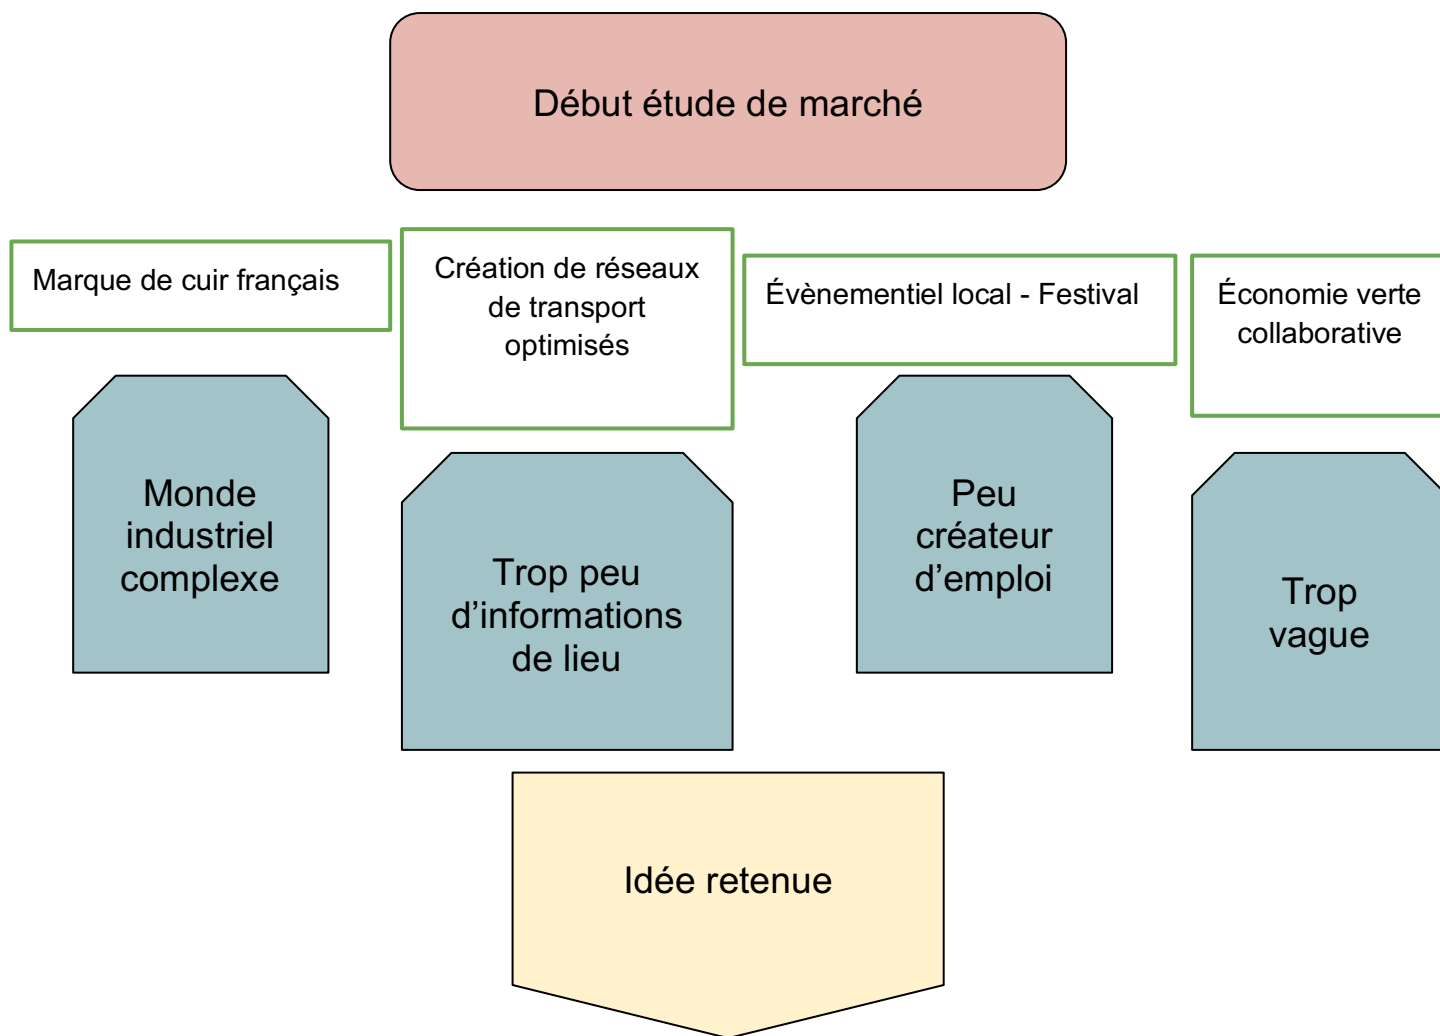 Début étude de marché
Marque de cuir français
Création de réseaux
de transport
optimisés
Évènementiel local - Festival
Économie verte
collaborative
Monde
industriel
complexe
Trop peu
d’informations
de lieu
Peu
créateur
d’emploi
Trop
vague
Idée retenue